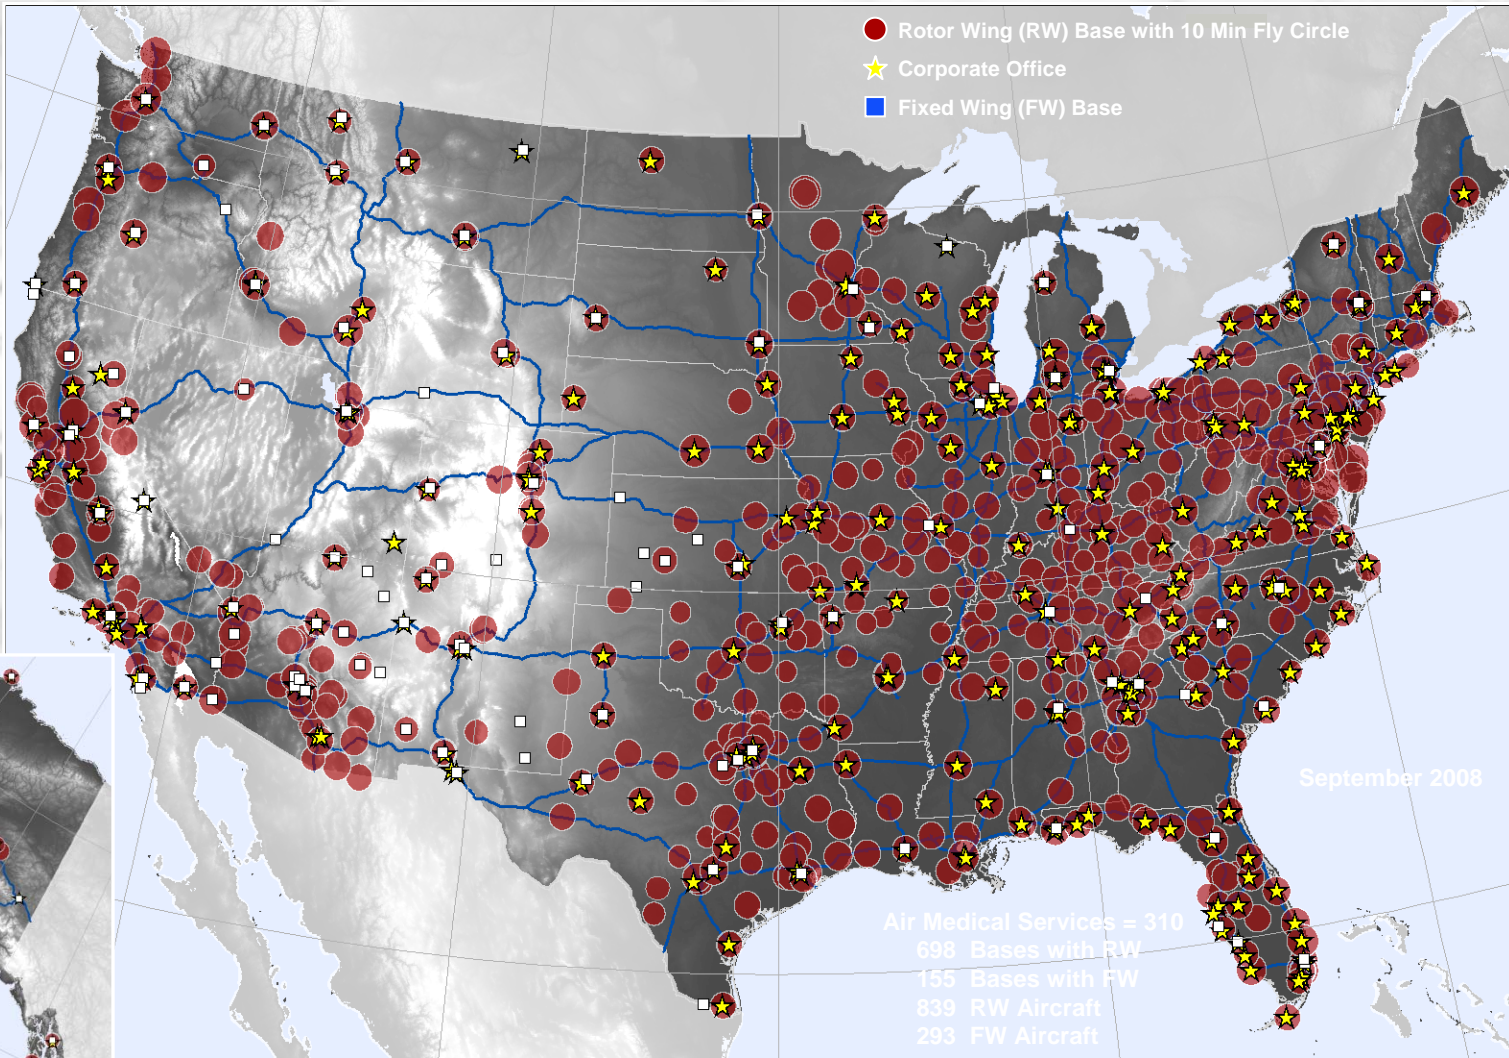 Rotor Wing (RW) Base with 10 Min Fly Circle
Corporate Office
Fixed Wing (FW) Base
September 2008
Air Medical Services = 310
698 Bases with RW
155 Bases with FW
839 RW Aircraft
293 FW Aircraft